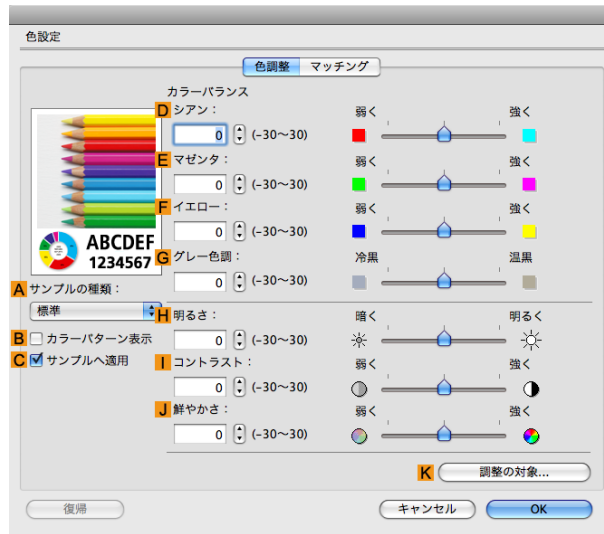 色設定
色調整 マッチング
カラーバランス
D シアン：
弱く 強く
0 (-30～30)
E マゼンタ：
弱く 強く
0 (-30～30)
F イエロー：
弱く 強く
0 (-30～30)
ABCDEF
1234567
G グレー色調：
冷黒 温黒
0 (-30～30)
A サンプルの種類：
標準
H 明るさ：
暗く 明るく
0 (-30～30)
B カラーパターン表示
C サンプルへ適用
I コントラスト：
弱く 強く
0 (-30～30)
J 鮮やかさ：
弱く 強く
0 (-30～30)
K 調整の対象...
復帰 キャンセル OK